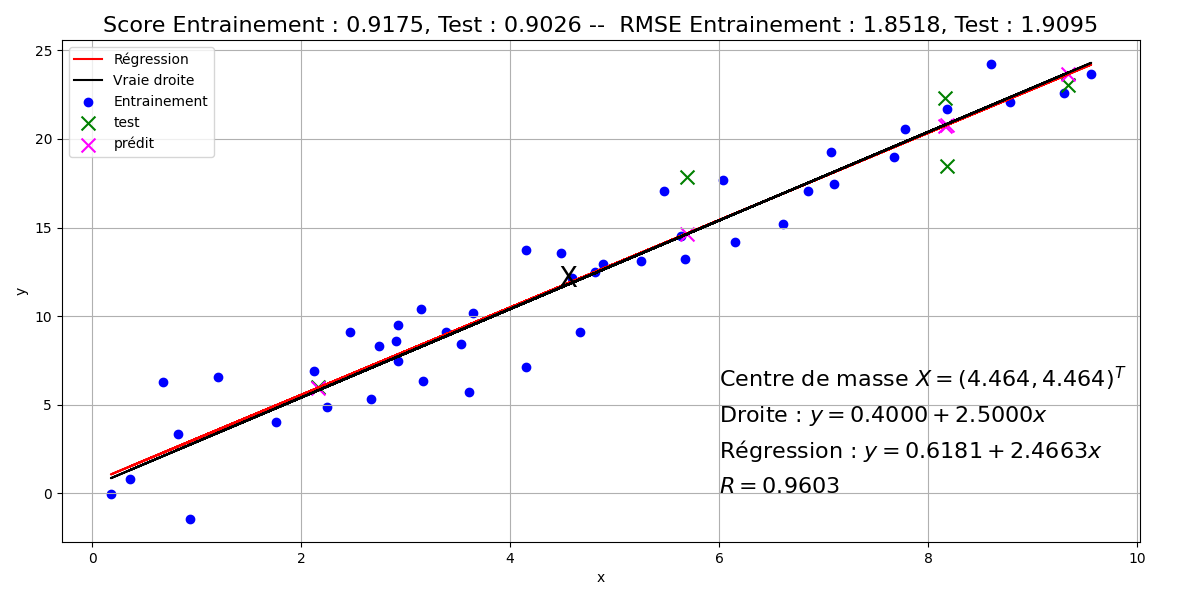 Score Entrainement : 0.9175, Test : 0.9026 --  RMSE Entrainement : 1.8518, Test : 1.9095
25
20
15
10
5
0
y
Régression
Vraie droite
Entrainement
test
prédit
X
Centre de masse X = (4.464, 4.464)^T
Droite : y = 0.4000 + 2.5000x
Régression : y = 0.6181 + 2.4663x
R = 0.9603
0 2 4 6 8 10
x